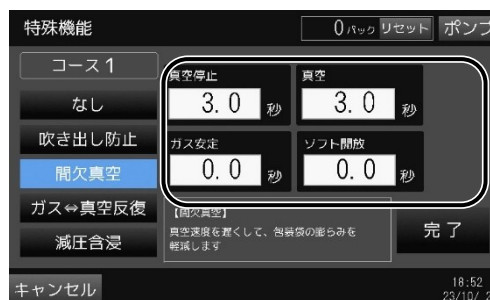 特殊機能
0パック リセット ポンプ
コース1
なし
吹き出し防止
間欠真空
ガス⇔真空反復
減圧含浸
真空停止 真空
3.0 秒 3.0 秒
ガス安定 ソフト開放
0.0 秒 0.0 秒
【間欠真空】
真空速度を遅くして、包装袋の膨らみを
軽減します
完了
キャンセル
18:52
23/10/